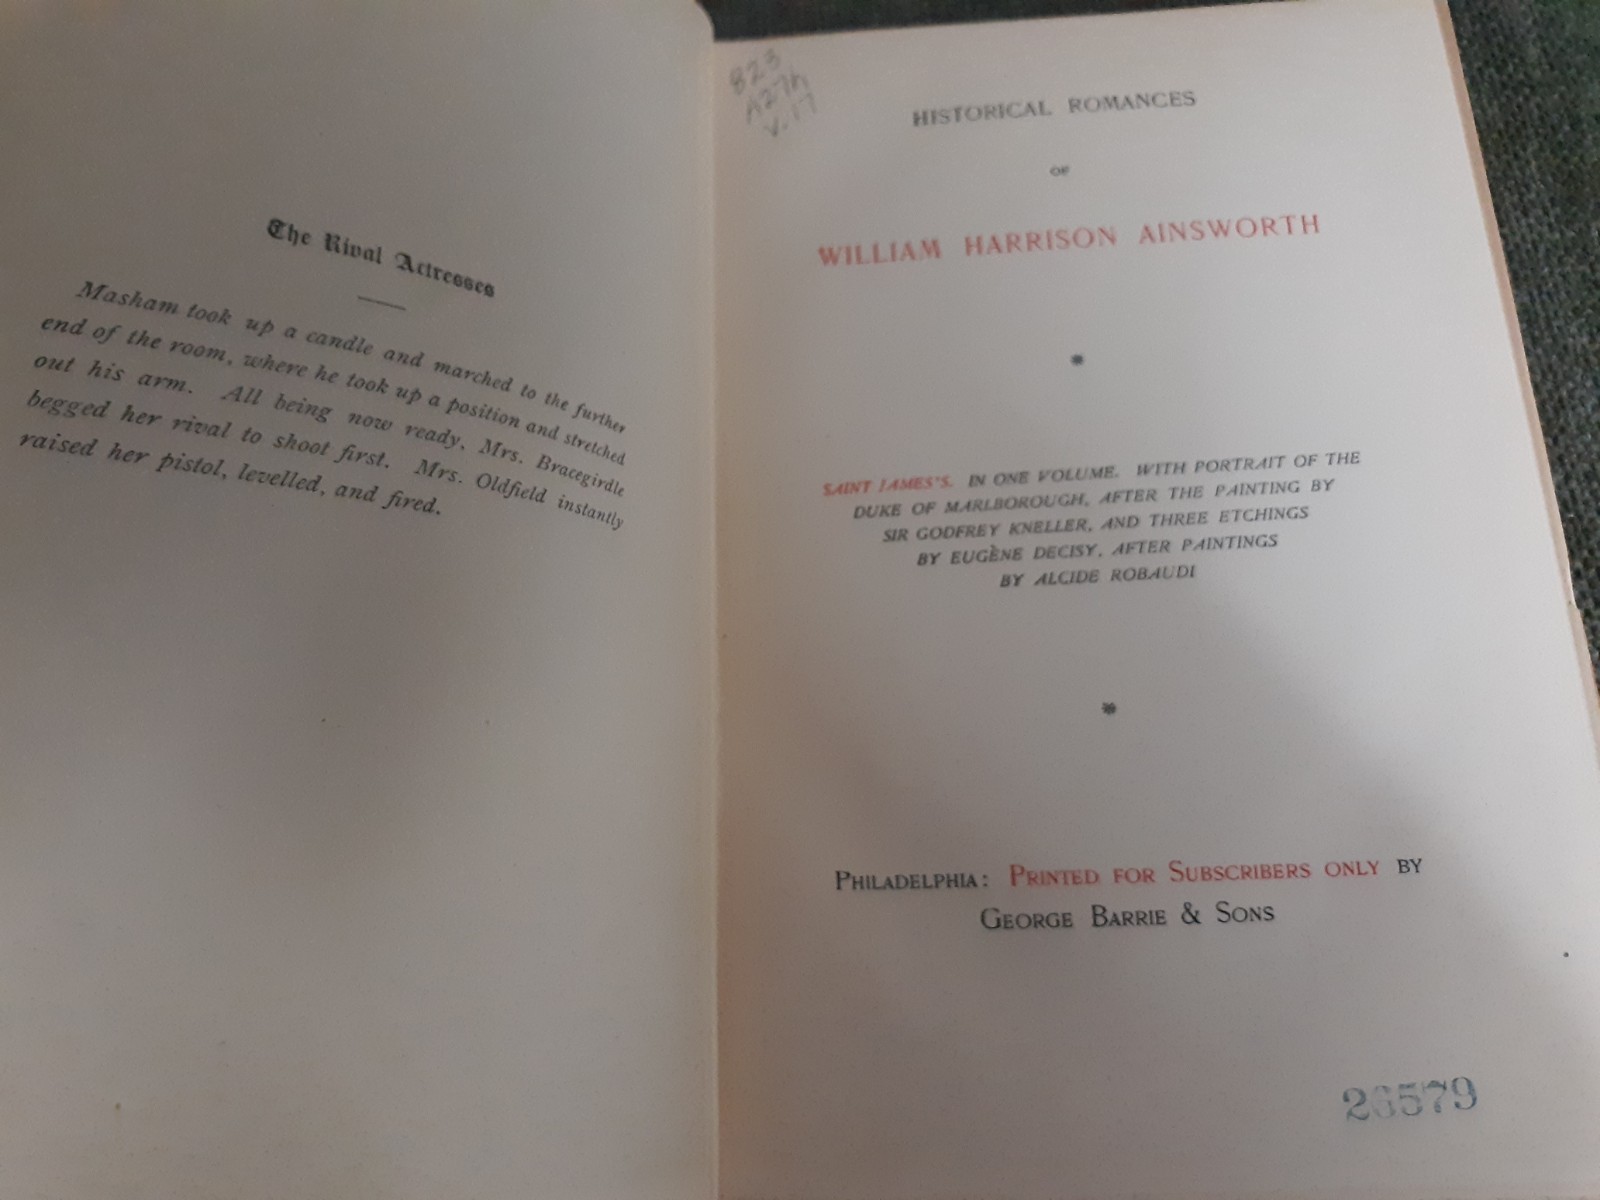 The Rival Actresses
Masham took up a candle and marched to the further
end of the room, where he took up a position and stretched
out his arm. All being now ready, Mrs. Bracegirdle
begged her rival to shoot first. Mrs. Oldfield instantly
raised her pistol, levelled, and fired.
823
A27h
v.17
HISTORICAL ROMANCES
OF
WILLIAM HARRISON AINSWORTH
*
SAINT JAMES'S. IN ONE VOLUME. WITH PORTRAIT OF THE
DUKE OF MARLBOROUGH, AFTER THE PAINTING BY
SIR GODFREY KNELLER, AND THREE ETCHINGS
BY EUGÈNE DECISY, AFTER PAINTINGS
BY ALCIDE ROBAUDI
*
PHILADELPHIA: PRINTED FOR SUBSCRIBERS ONLY BY
GEORGE BARRIE & SONS
26579